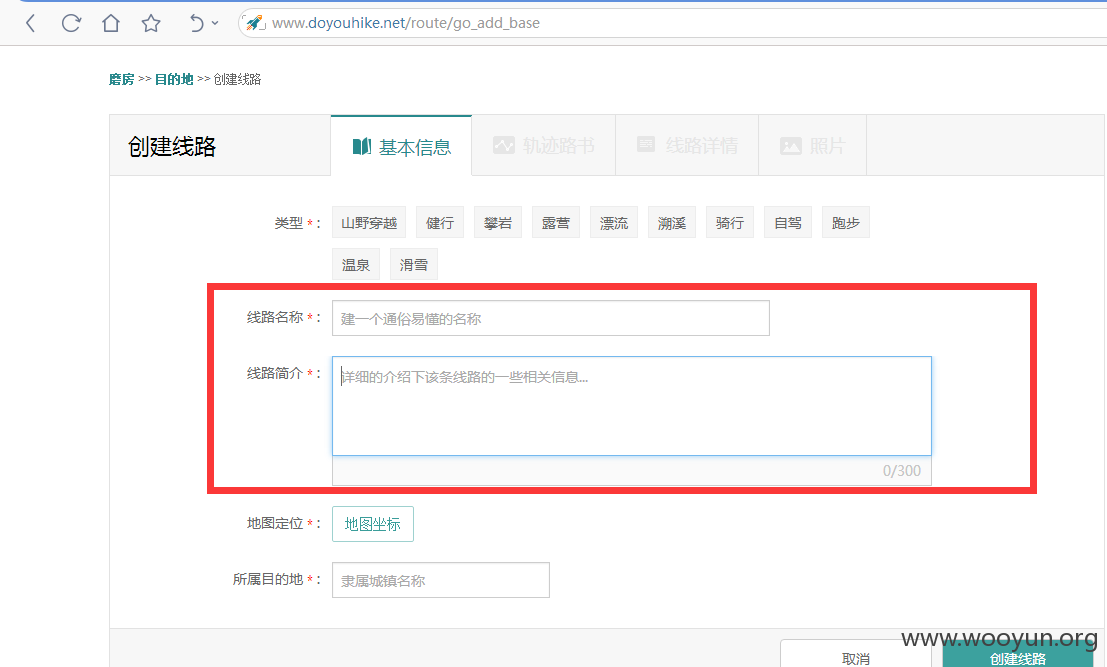 www.doyouhike.net/route/go_add_base
磨房 >> 目的地 >> 创建线路
创建线路 基本信息 轨迹路书 线路详情 照片
类型 * : 山野穿越 健行 攀岩 露营 漂流 溯溪 骑行 自驾 跑步
温泉 滑雪
线路名称 * : 建一个通俗易懂的名称
线路简介 * : 详细的介绍下该条线路的一些相关信息...
0/300
地图定位 * : 地图坐标
所属目的地 * : 隶属城镇名称
www.wooyun.org
取消 创建线路